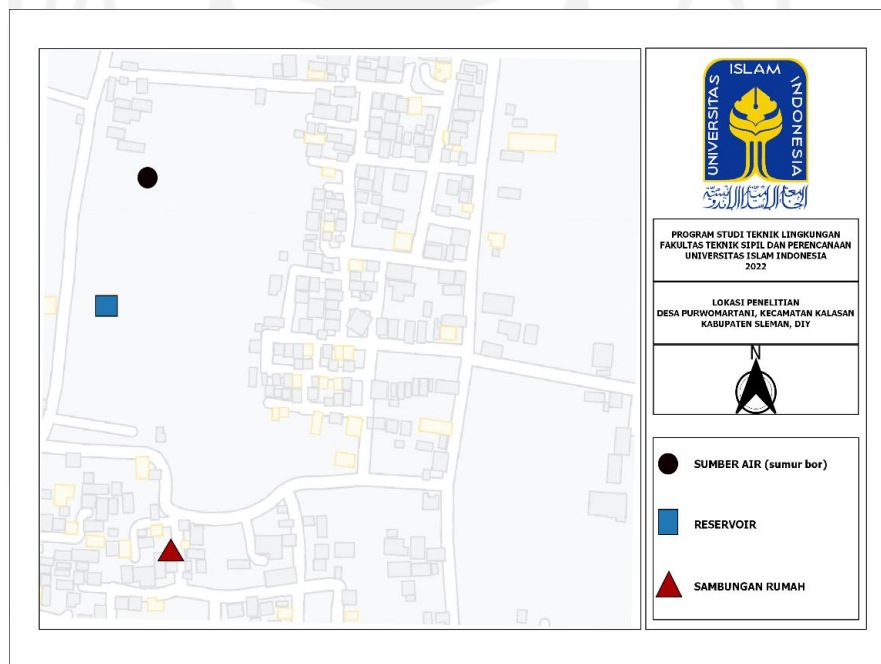 UNIVERSITAS
ISLAM
INDONESIA
PROGRAM STUDI TEKNIK LINGKUNGAN
FAKULTAS TEKNIK SIPIL DAN PERENCANAAN
UNIVERSITAS ISLAM INDONESIA
2022
LOKASI PENELITIAN
DESA PURWOMARTANI, KECAMATAN KALASAN
KABUPATEN SLEMAN, DIY
N
SUMBER AIR (sumur bor)
RESERVOIR
SAMBUNGAN RUMAH